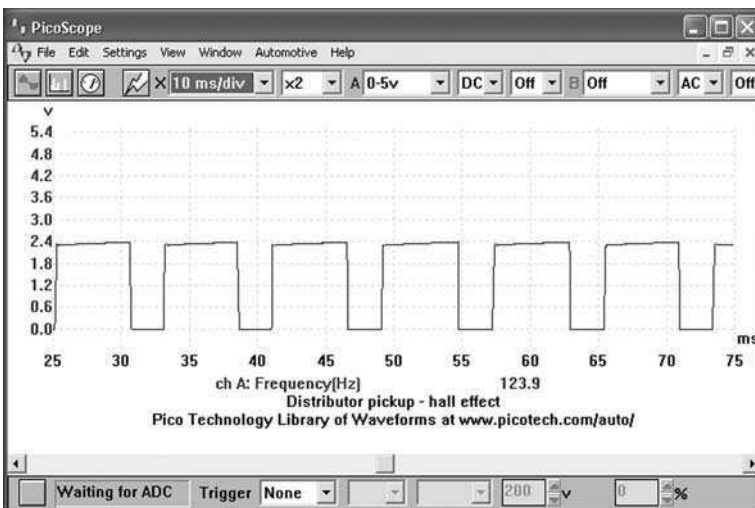 PicoScope
File Edit Settings View Window Automotive Help
X 10 ms/div x2 A 0-5v DC Off B Off AC Off
v
5.4
4.8
4.2
3.6
3.0
2.4
1.8
1.2
0.6
0.0
ms
25 30 35 40 45 50 55 60 65 70 75
ch A: Frequency(Hz) 123.9
Distributor pickup - hall effect
Pico Technology Library of Waveforms at www.picotech.com/auto/
Waiting for ADC Trigger None 200 v 0 %